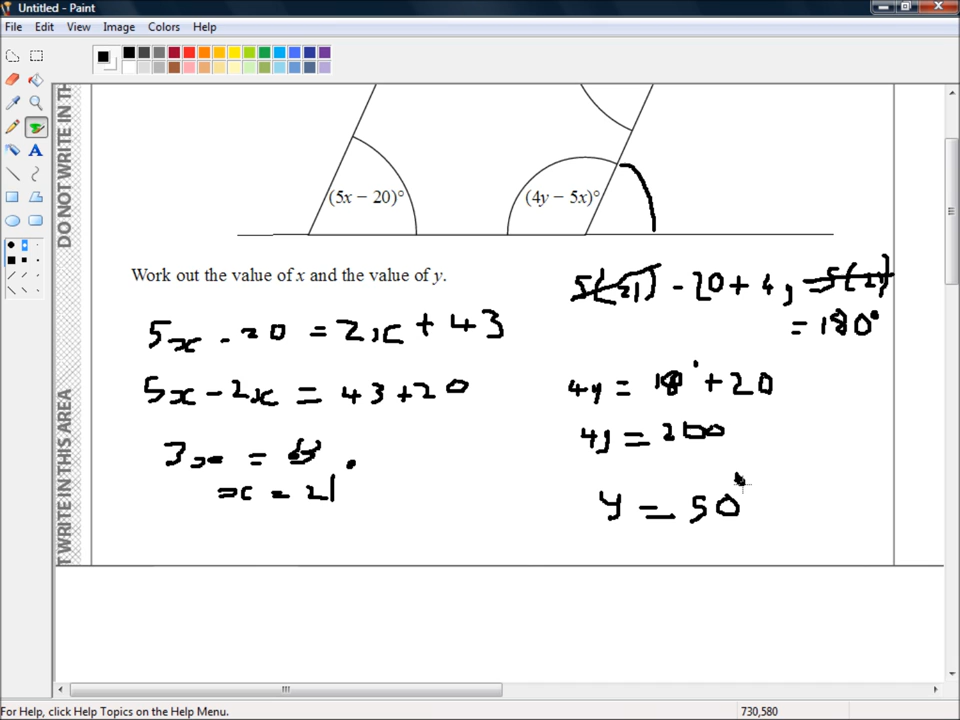 Untitled - Paint
File Edit View Image Colors Help
DO NOT WRITE IN TH
(5x − 20)°
(4y − 5x)°
Work out the value of x and the value of y.
5x - 20 = 2x + 43
5x - 2x = 43 + 20
3x =
x = 21
5(21) - 20 + 4y - 5(21)
= 180°
4y = 180° + 20
4y = 200
y = 50
T WRITE IN THIS AREA
For Help, click Help Topics on the Help Menu.
730,580